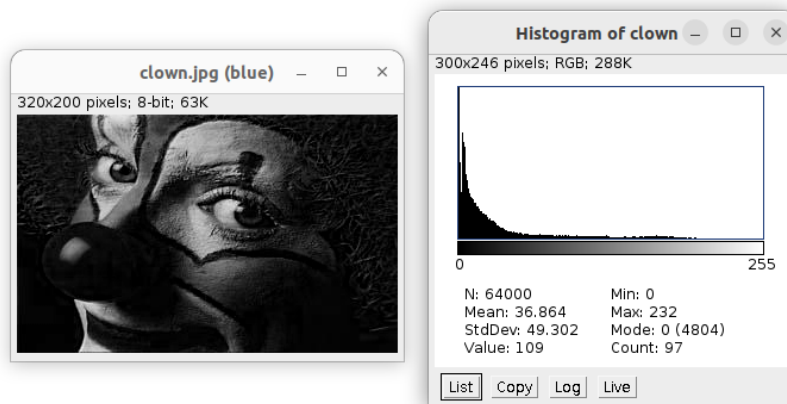 clown.jpg (blue)
320x200 pixels; 8-bit; 63K
Histogram of clown
300x246 pixels; RGB; 288K
0 255
N: 64000 Min: 0
Mean: 36.864 Max: 232
StdDev: 49.302 Mode: 0 (4804)
Value: 109 Count: 97
List Copy Log Live